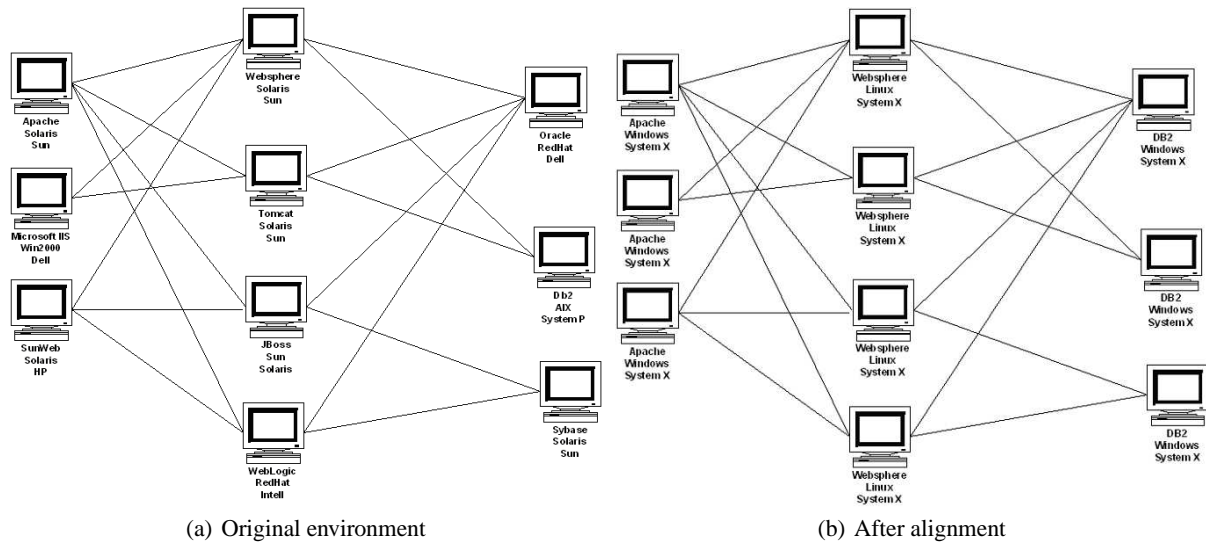 Apache
Solaris
Sun
Microsoft IIS
Win2000
Dell
SunWeb
Solaris
HP
Websphere
Solaris
Sun
Tomcat
Solaris
Sun
JBoss
Sun
Solaris
WebLogic
RedHat
Intell
Oracle
RedHat
Dell
Db2
AIX
System P
Sybase
Solaris
Sun
(a) Original environment
Apache
Windows
System X
Apache
Windows
System X
Apache
Windows
System X
Websphere
Linux
System X
Websphere
Linux
System X
Websphere
Linux
System X
Websphere
Linux
System X
DB2
Windows
System X
DB2
Windows
System X
DB2
Windows
System X
(b) After alignment